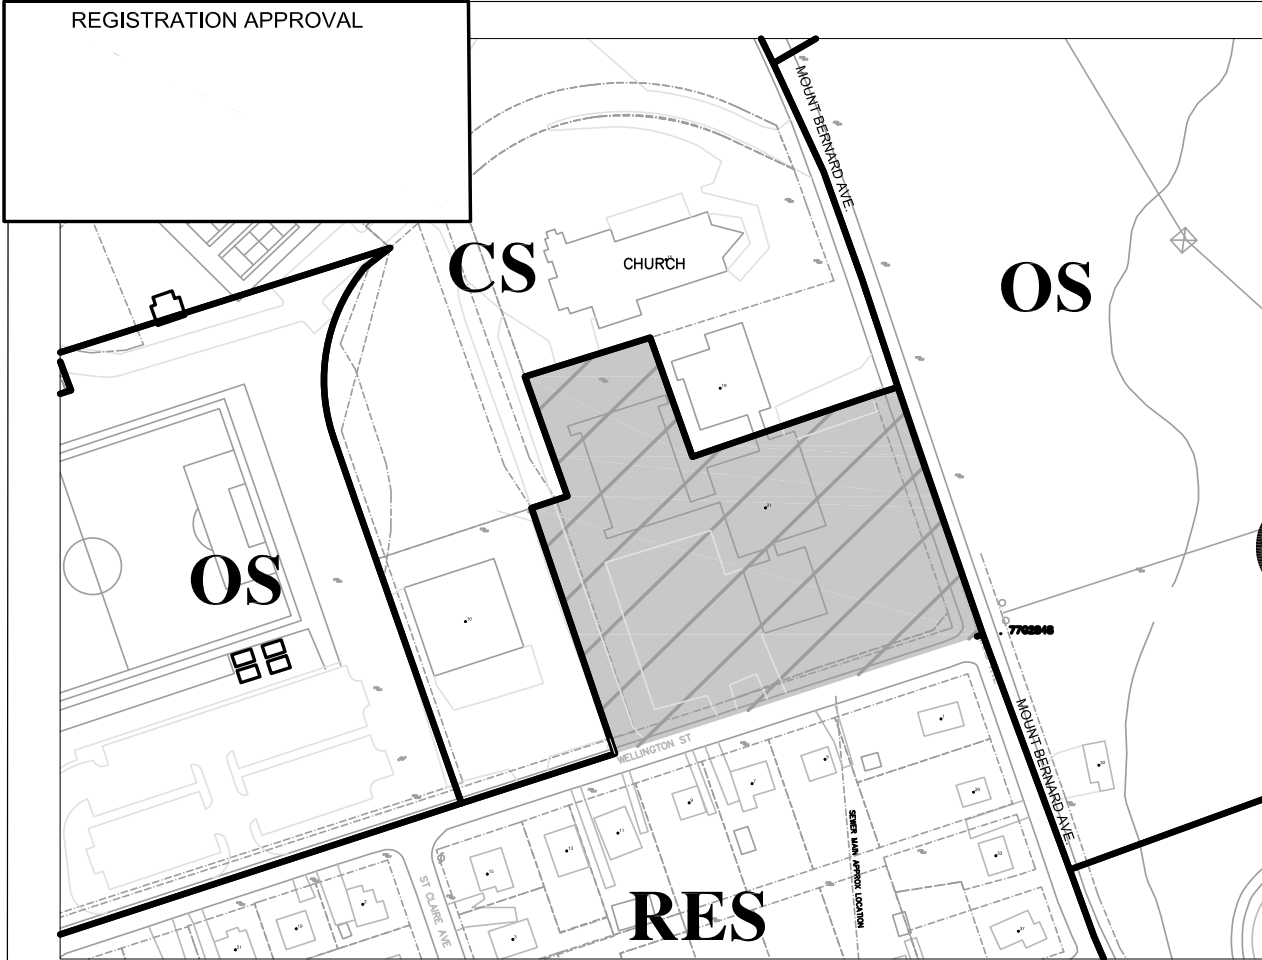 REGISTRATION APPROVAL
MOUNT BERNARD AVE.
CS
CHURCH
OS
OS
7702848
WELLINGTON ST
MOUNT BERNARD AVE.
SEWER MAIN APPROX LOCATION
ST CLAIRE AVE
RES